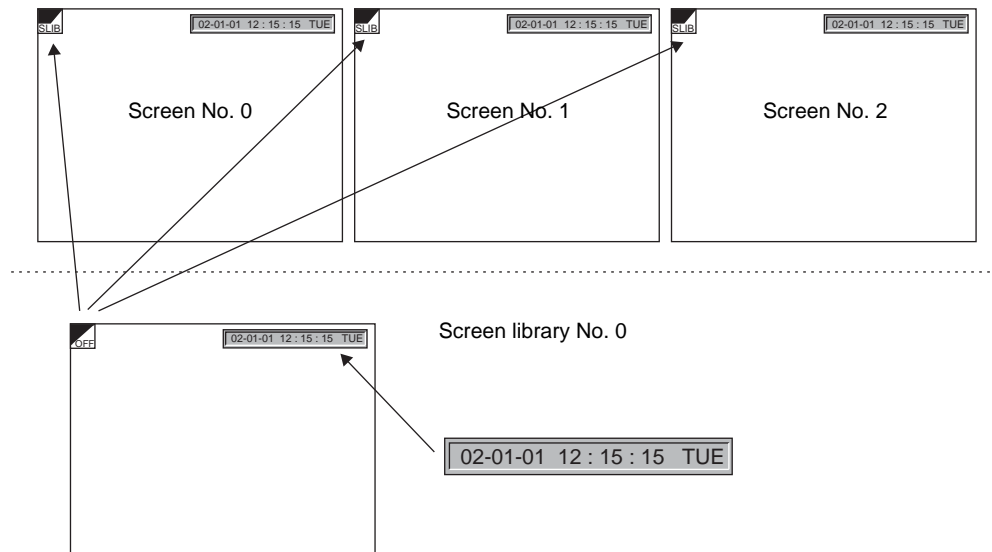 SLIB
02-01-01 12 : 15 : 15 TUE
SLIB
02-01-01 12 : 15 : 15 TUE
SLIB
02-01-01 12 : 15 : 15 TUE
Screen No. 0
Screen No. 1
Screen No. 2
OFF
02-01-01 12 : 15 : 15 TUE
Screen library No. 0
02-01-01 12 : 15 : 15 TUE